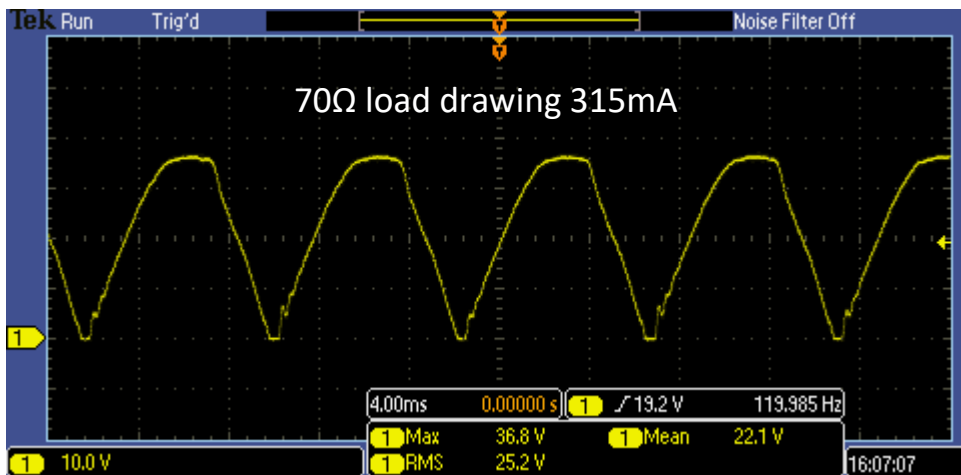 Tek Run Trig'd Noise Filter Off
T
T
70Ω load drawing 315mA
1
4.00ms 0.00000 s 1 ∫ 19.2 V 119.985 Hz
1 Max 36.8 V 1 Mean 22.1 V
1 10.0 V 1 RMS 25.2 V 16:07:07